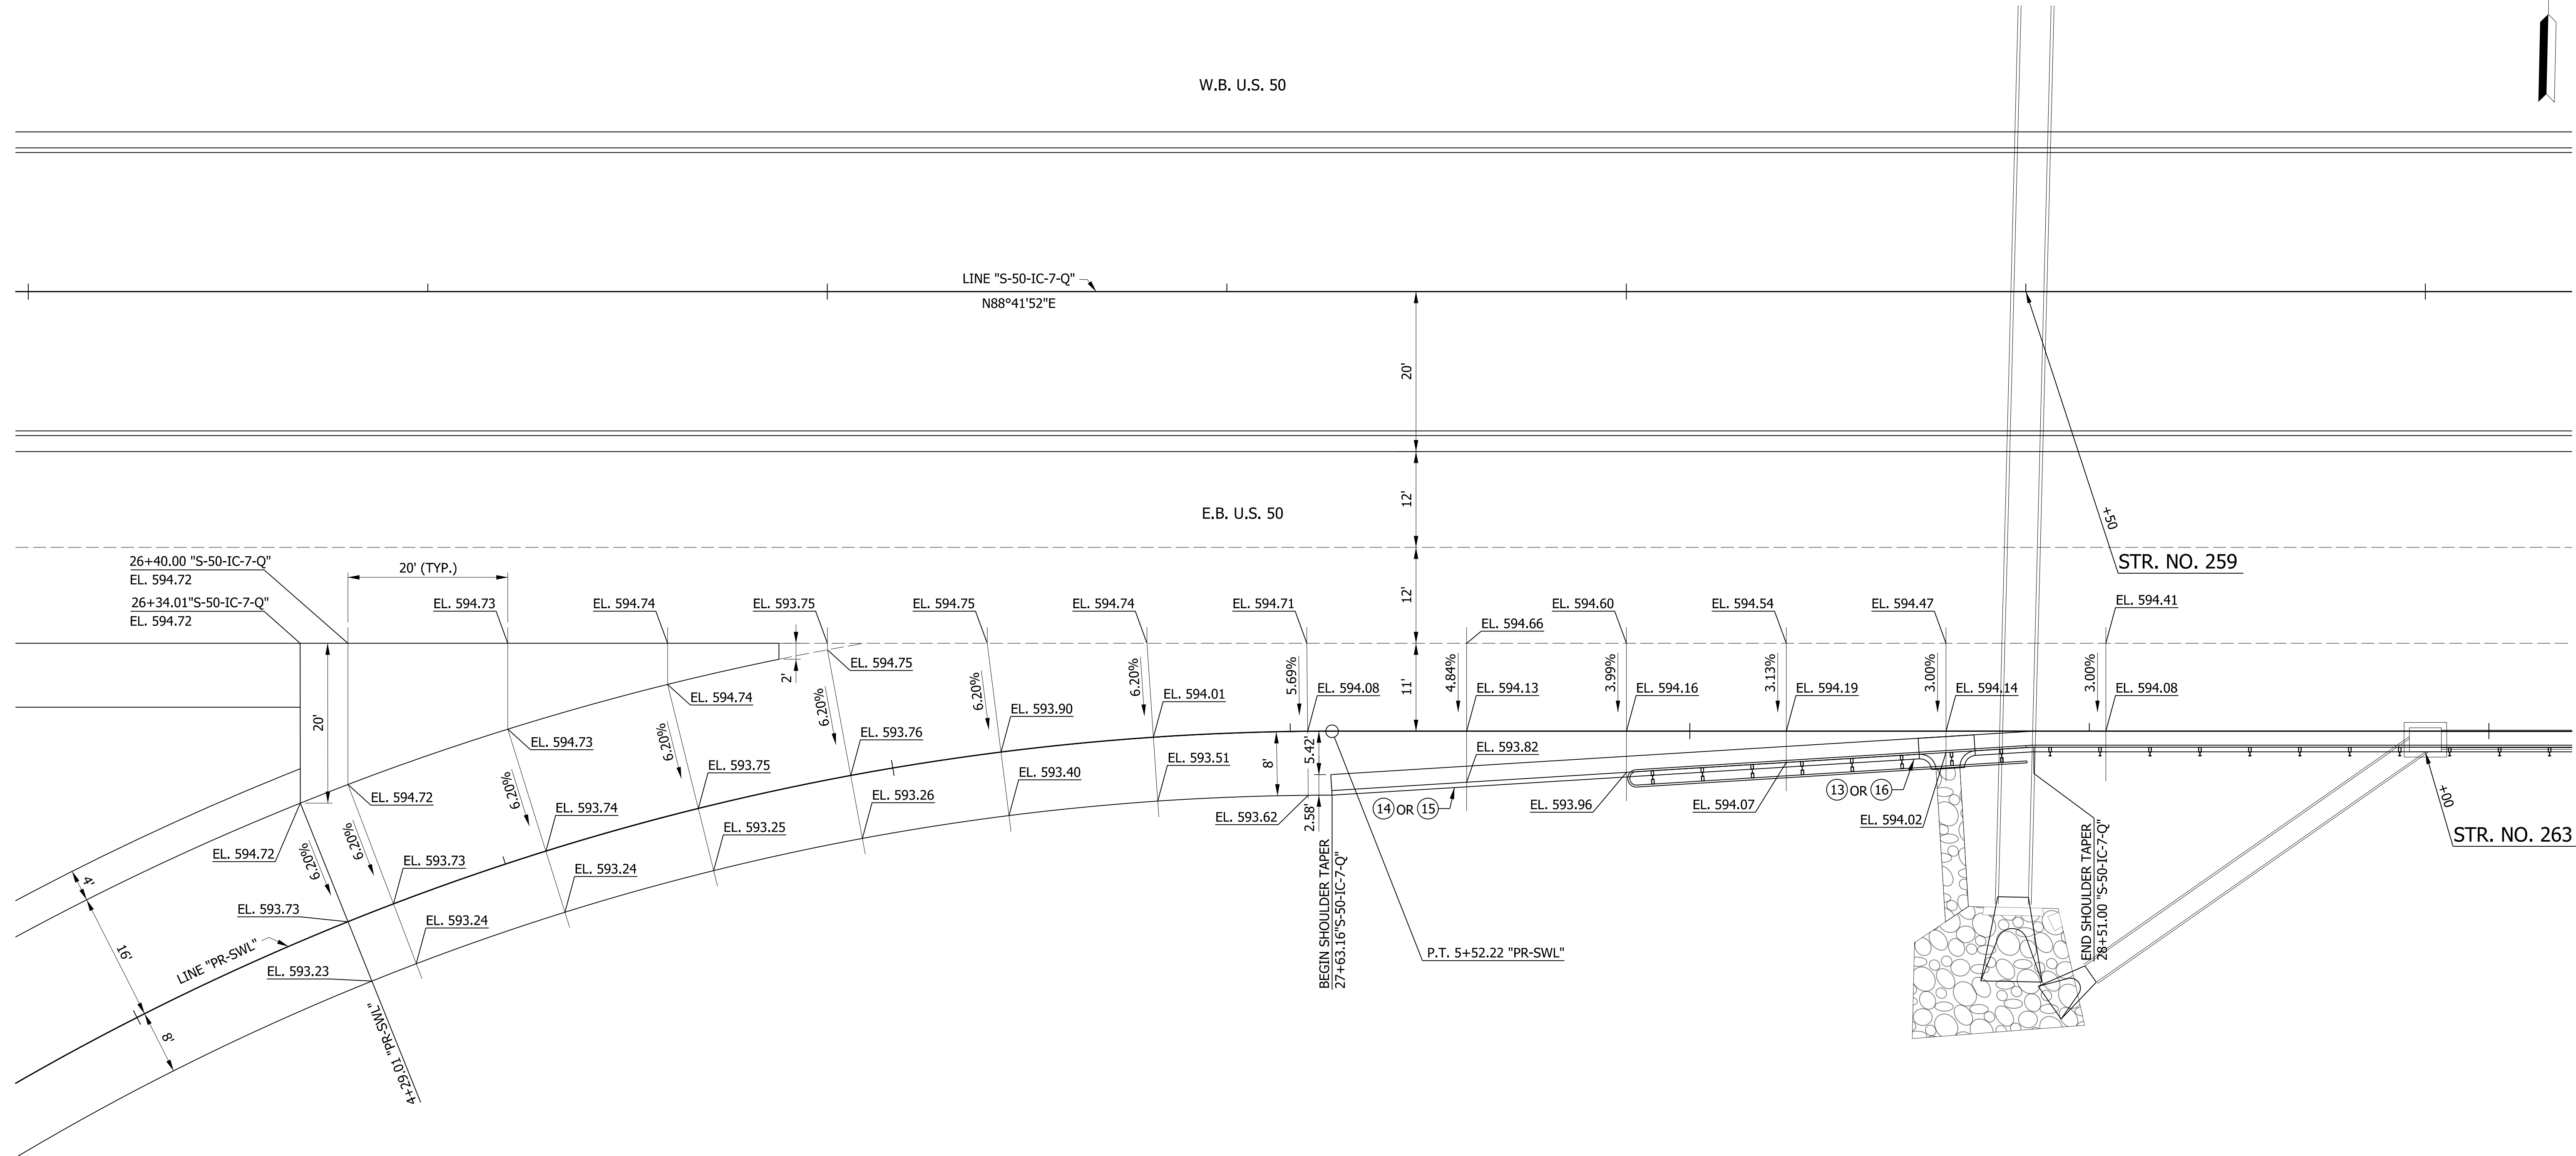 W.B. U.S. 50
LINE "S-50-IC-7-Q"
N88°41'52"E
20'
12'
E.B. U.S. 50
05+
STR. NO. 259
12'
26+40.00 "S-50-IC-7-Q"
EL. 594.72
26+34.01"S-50-IC-7-Q"
EL. 594.72
20' (TYP.)
EL. 594.73
EL. 594.74
EL. 593.75
EL. 594.75
EL. 594.74
EL. 594.71
EL. 594.66
EL. 594.60
EL. 594.54
EL. 594.47
EL. 594.41
2'
EL. 594.75
11'
20'
EL. 594.74
EL. 594.73
EL. 594.72
EL. 594.72
6.20%
6.20%
6.20%
6.20%
6.20%
6.20%
6.20%
5.69%
4.84%
3.99%
3.13%
3.00%
3.00%
EL. 594.01
EL. 594.08
EL. 594.13
EL. 594.16
EL. 594.19
EL. 594.14
EL. 594.08
EL. 593.90
EL. 593.76
EL. 593.75
EL. 593.74
EL. 593.73
EL. 593.73
8'
5.42'
2.58'
EL. 593.82
EL. 593.51
EL. 593.40
EL. 593.26
EL. 593.25
EL. 593.24
EL. 593.24
EL. 593.23
EL. 593.62
14 OR 15
EL. 593.96
EL. 594.07
13 OR 16
EL. 594.02
00+
STR. NO. 263
4'
16'
8'
LINE "PR-SWL"
4+29.01 "PR-SWL"
BEGIN SHOULDER TAPER
27+63.16"S-50-IC-7-Q"
P.T. 5+52.22 "PR-SWL"
END SHOULDER TAPER
28+51.00 "S-50-IC-7-Q"